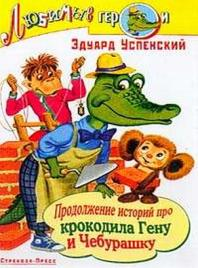 Любимые герои
Эдуард Успенский
Продолжение историй про
крокодила Гену
и Чебурашку
Стрекоза-Пресс